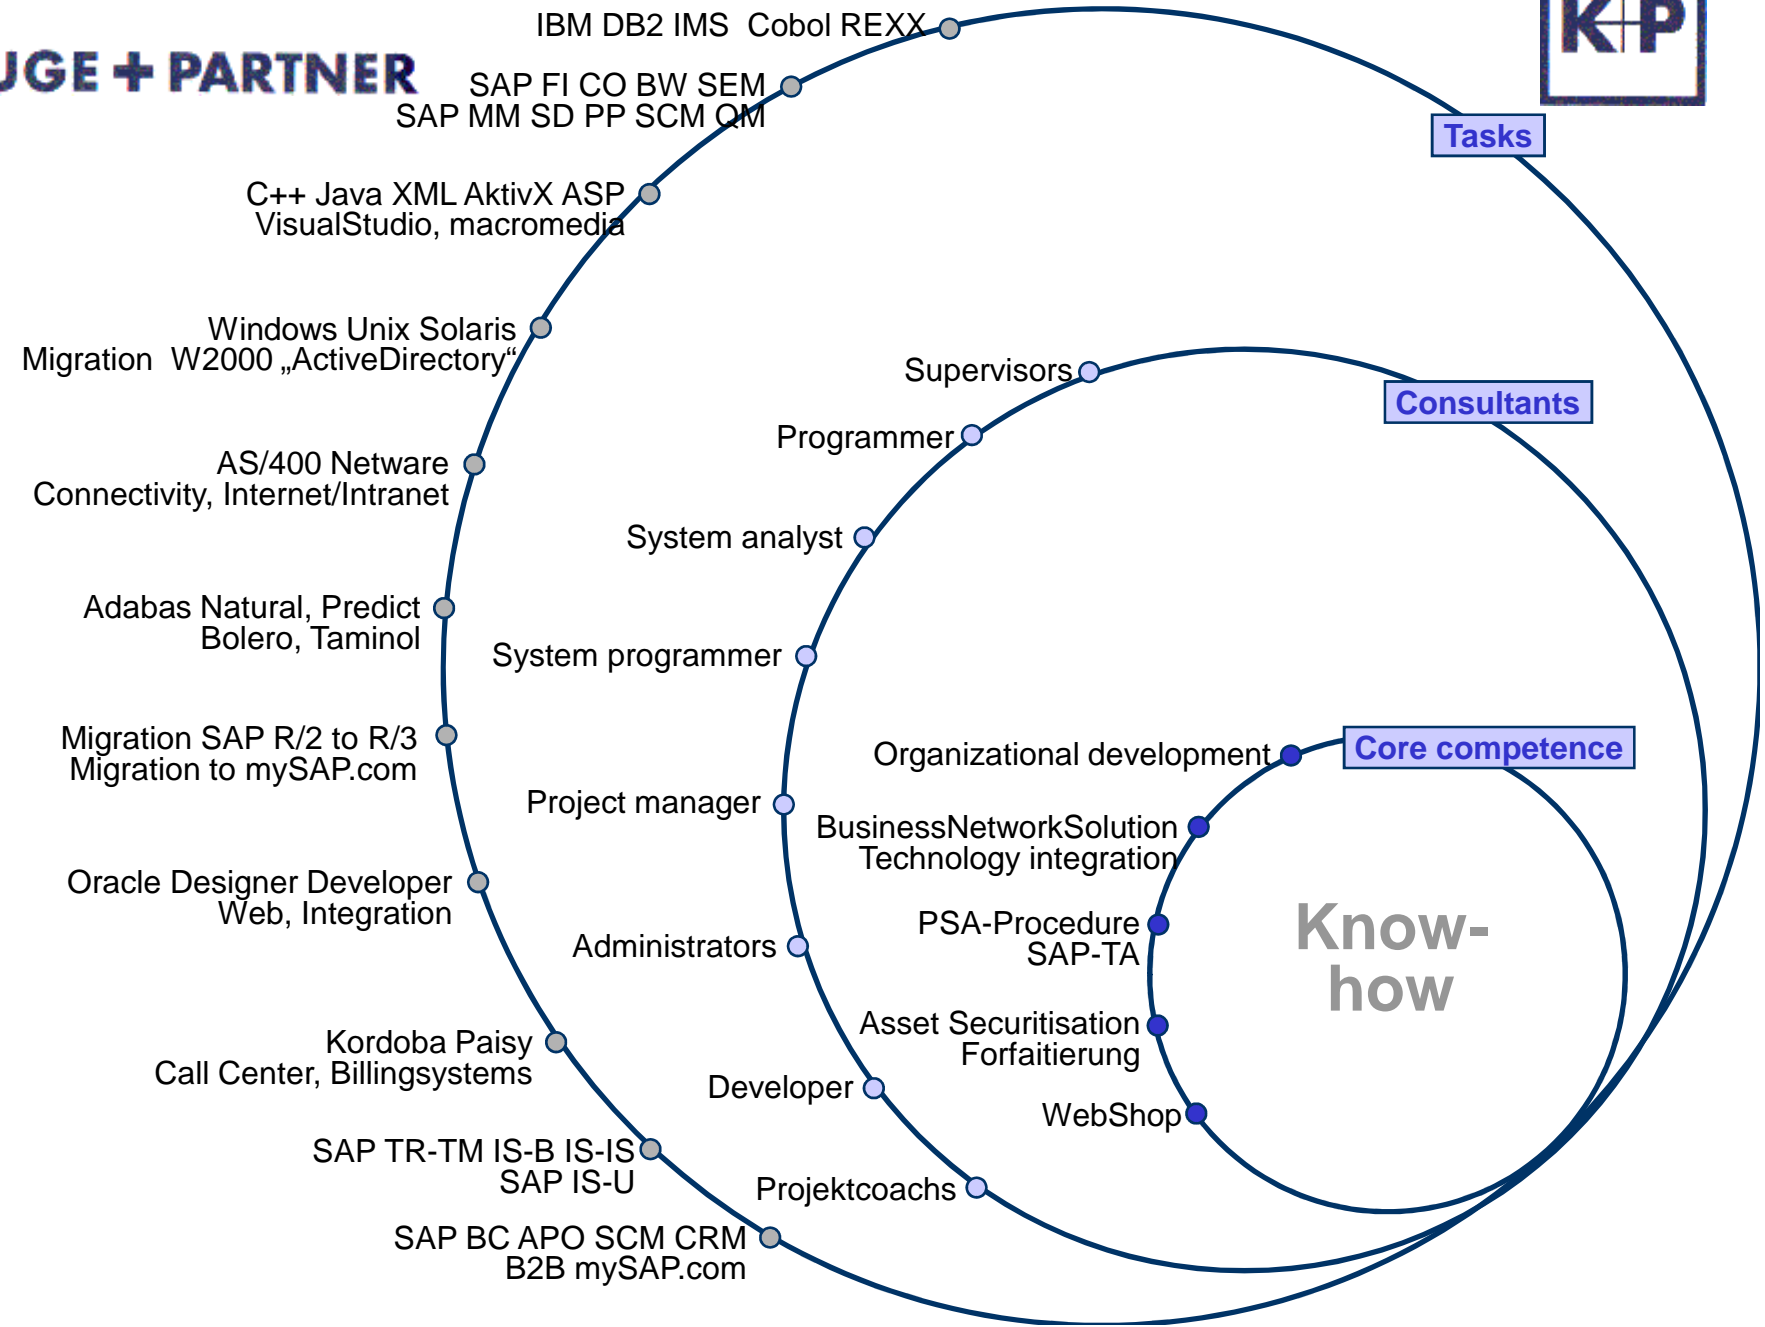 IBM DB2 IMS  Cobol REXX
K+P
UGE + PARTNER
SAP FI CO BW SEM
SAP MM SD PP SCM QM
Tasks
C++ Java XML AktivX ASP
VisualStudio, macromedia
Windows Unix Solaris
Migration  W2000 „ActiveDirectory“
Supervisors
Consultants
Programmer
AS/400 Netware
Connectivity, Internet/Intranet
System analyst
Adabas Natural, Predict
Bolero, Taminol
System programmer
Migration SAP R/2 to R/3
Migration to mySAP.com
Organizational development
Core competence
Project manager
BusinessNetworkSolution
Technology integration
Oracle Designer Developer
Web, Integration
PSA-Procedure
SAP-TA
Know-
how
Administrators
Asset Securitisation
Forfaitierung
Kordoba Paisy
Call Center, Billingsystems
Developer
WebShop
SAP TR-TM IS-B IS-IS
SAP IS-U
Projektcoachs
SAP BC APO SCM CRM
B2B mySAP.com